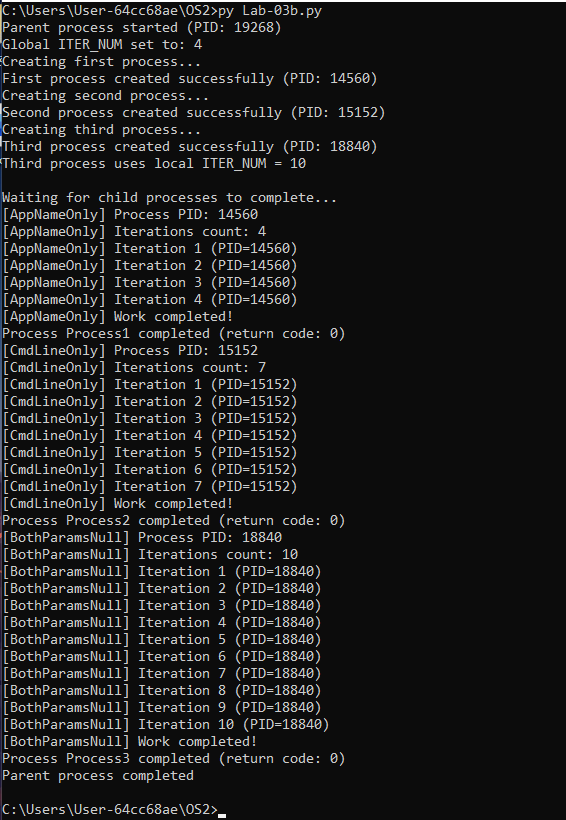 C:\Users\User-64cc68ae\OS2>py Lab-03b.py
Parent process started (PID: 19268)
Global ITER_NUM set to: 4
Creating first process...
First process created successfully (PID: 14560)
Creating second process...
Second process created successfully (PID: 15152)
Creating third process...
Third process created successfully (PID: 18840)
Third process uses local ITER_NUM = 10
Waiting for child processes to complete...
[AppNameOnly] Process PID: 14560
[AppNameOnly] Iterations count: 4
[AppNameOnly] Iteration 1 (PID=14560)
[AppNameOnly] Iteration 2 (PID=14560)
[AppNameOnly] Iteration 3 (PID=14560)
[AppNameOnly] Iteration 4 (PID=14560)
[AppNameOnly] Work completed!
Process Process1 completed (return code: 0)
[CmdLineOnly] Process PID: 15152
[CmdLineOnly] Iterations count: 7
[CmdLineOnly] Iteration 1 (PID=15152)
[CmdLineOnly] Iteration 2 (PID=15152)
[CmdLineOnly] Iteration 3 (PID=15152)
[CmdLineOnly] Iteration 4 (PID=15152)
[CmdLineOnly] Iteration 5 (PID=15152)
[CmdLineOnly] Iteration 6 (PID=15152)
[CmdLineOnly] Iteration 7 (PID=15152)
[CmdLineOnly] Work completed!
Process Process2 completed (return code: 0)
[BothParamsNull] Process PID: 18840
[BothParamsNull] Iterations count: 10
[BothParamsNull] Iteration 1 (PID=18840)
[BothParamsNull] Iteration 2 (PID=18840)
[BothParamsNull] Iteration 3 (PID=18840)
[BothParamsNull] Iteration 4 (PID=18840)
[BothParamsNull] Iteration 5 (PID=18840)
[BothParamsNull] Iteration 6 (PID=18840)
[BothParamsNull] Iteration 7 (PID=18840)
[BothParamsNull] Iteration 8 (PID=18840)
[BothParamsNull] Iteration 9 (PID=18840)
[BothParamsNull] Iteration 10 (PID=18840)
[BothParamsNull] Work completed!
Process Process3 completed (return code: 0)
Parent process completed
C:\Users\User-64cc68ae\OS2>